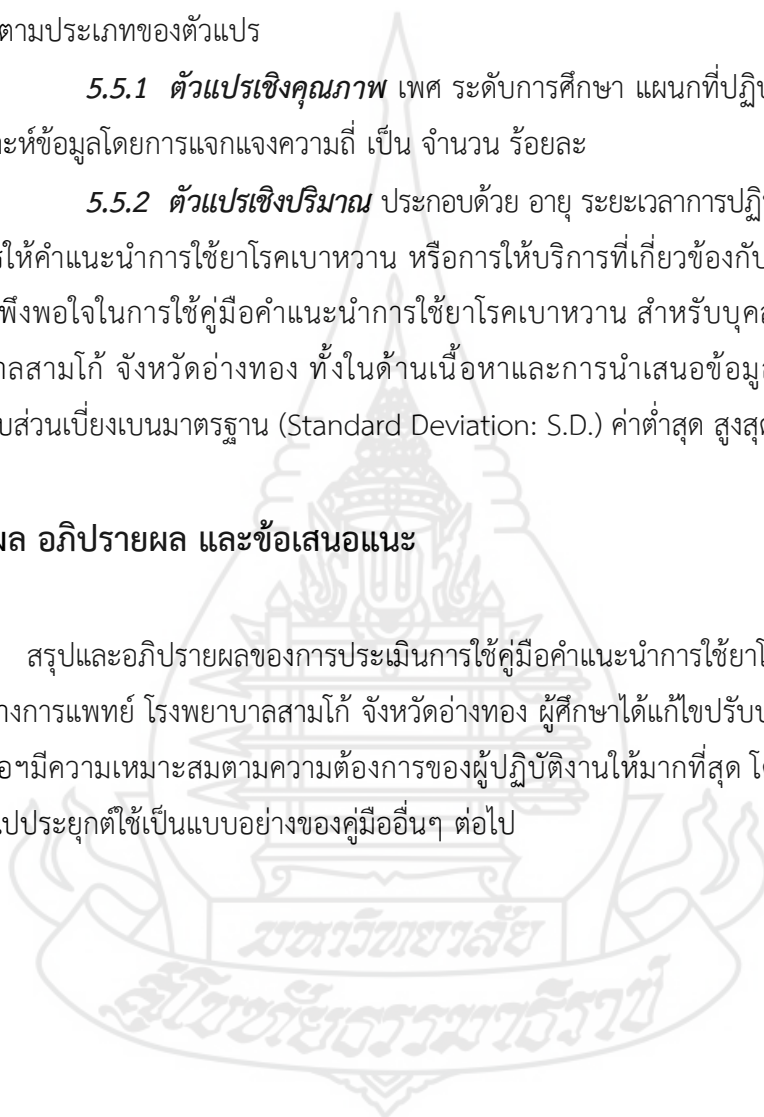 ตามประเภทของตัวแปร
5.5.1 ตัวแปรเชิงคุณภาพ เพศ ระดับการศึกษา แผนกที่ปฏิบ
ะห์ข้อมูลโดยการแจกแจงความถี่ เป็น จำนวน ร้อยละ
5.5.2 ตัวแปรเชิงปริมาณ ประกอบด้วย อายุ ระยะเวลาการปฏิบ
ให้คำแนะนำการใช้ยาโรคเบาหวาน หรือการให้บริการที่เกี่ยวข้องกับ
พึงพอใจในการใช้คู่มือคำแนะนำการใช้ยาโรคเบาหวาน สำหรับบุคล
าลสามโก้ จังหวัดอ่างทอง ทั้งในด้านเนื้อหาและการนำเสนอข้อมูล
บส่วนเบี่ยงเบนมาตรฐาน (Standard Deviation: S.D.) ค่าต่ำสุด สูงสุด
ผล อภิปรายผล และข้อเสนอแนะ
สรุปและอภิปรายผลของการประเมินการใช้คู่มือคำแนะนำการใช้ยาโ
างการแพทย์ โรงพยาบาลสามโก้ จังหวัดอ่างทอง ผู้ศึกษาได้แก้ไขปรับป
อฯมีความเหมาะสมตามความต้องการของผู้ปฏิบัติงานให้มากที่สุด โด
ไปประยุกต์ใช้เป็นแบบอย่างของคู่มืออื่นๆ ต่อไป
มหาวิทยาลัย
สุโขทัยธรรมาธิราช